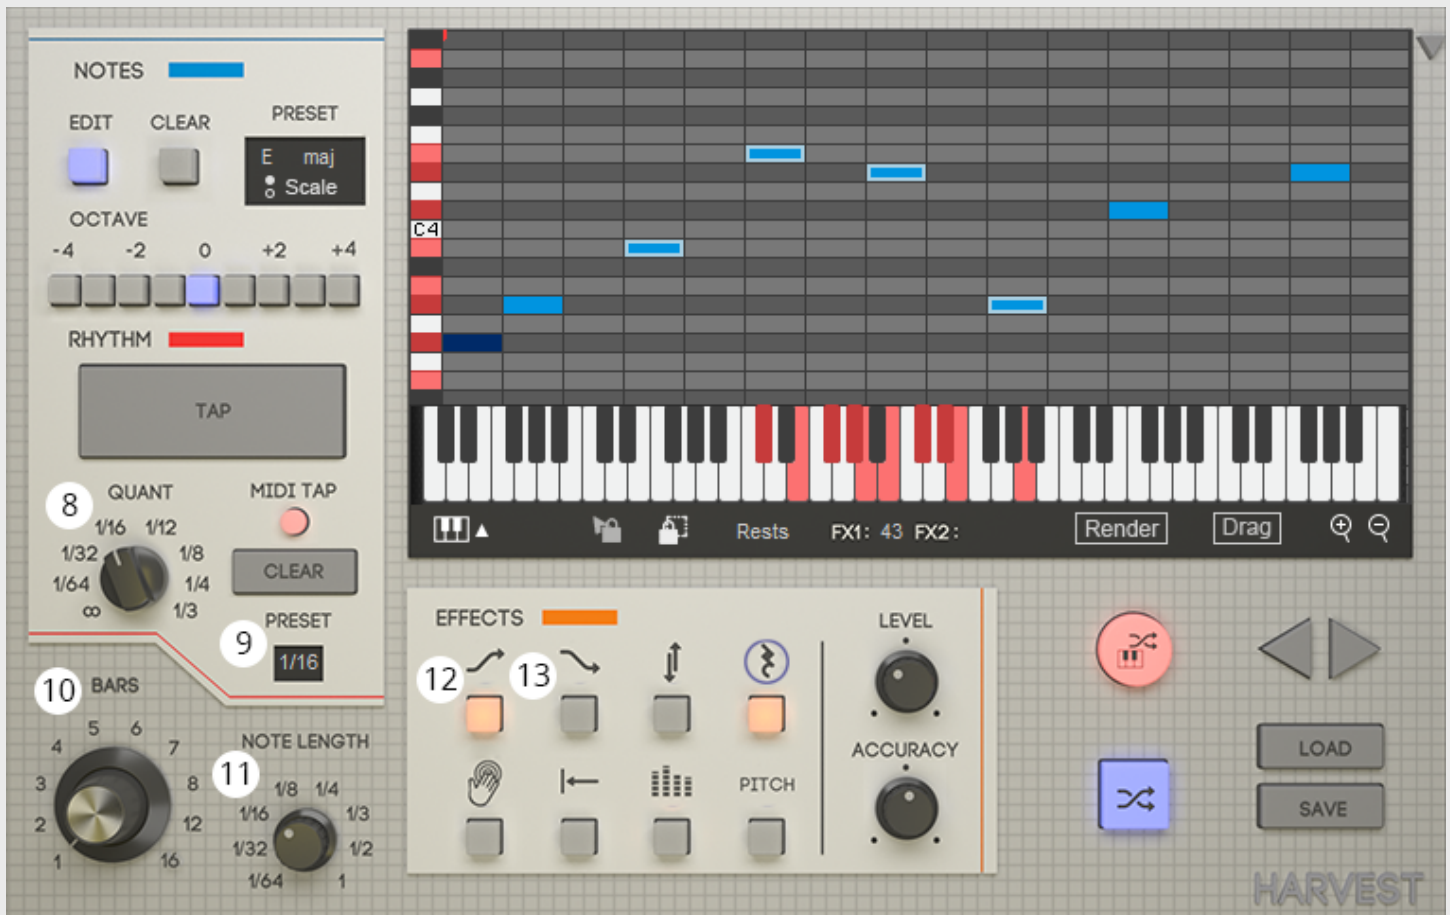 NOTES
EDIT CLEAR PRESET
E maj
Scale
OCTAVE
-4 -2 0 +2 +4
RHYTHM
TAP
8 QUANT MIDI TAP
1/16 1/12
1/32 1/8
1/64 1/4
∞ 1/3
CLEAR
PRESET
9
1/16
10 BARS
5 6
4 7
3 8
2 12
1 16
NOTE LENGTH
11
1/8 1/4
1/16 1/3
1/32 1/2
1/64 1
C4
Rests FX1: 43 FX2: Render Drag
EFFECTS
12 13
PITCH
LEVEL
ACCURACY
LOAD
SAVE
HARVEST